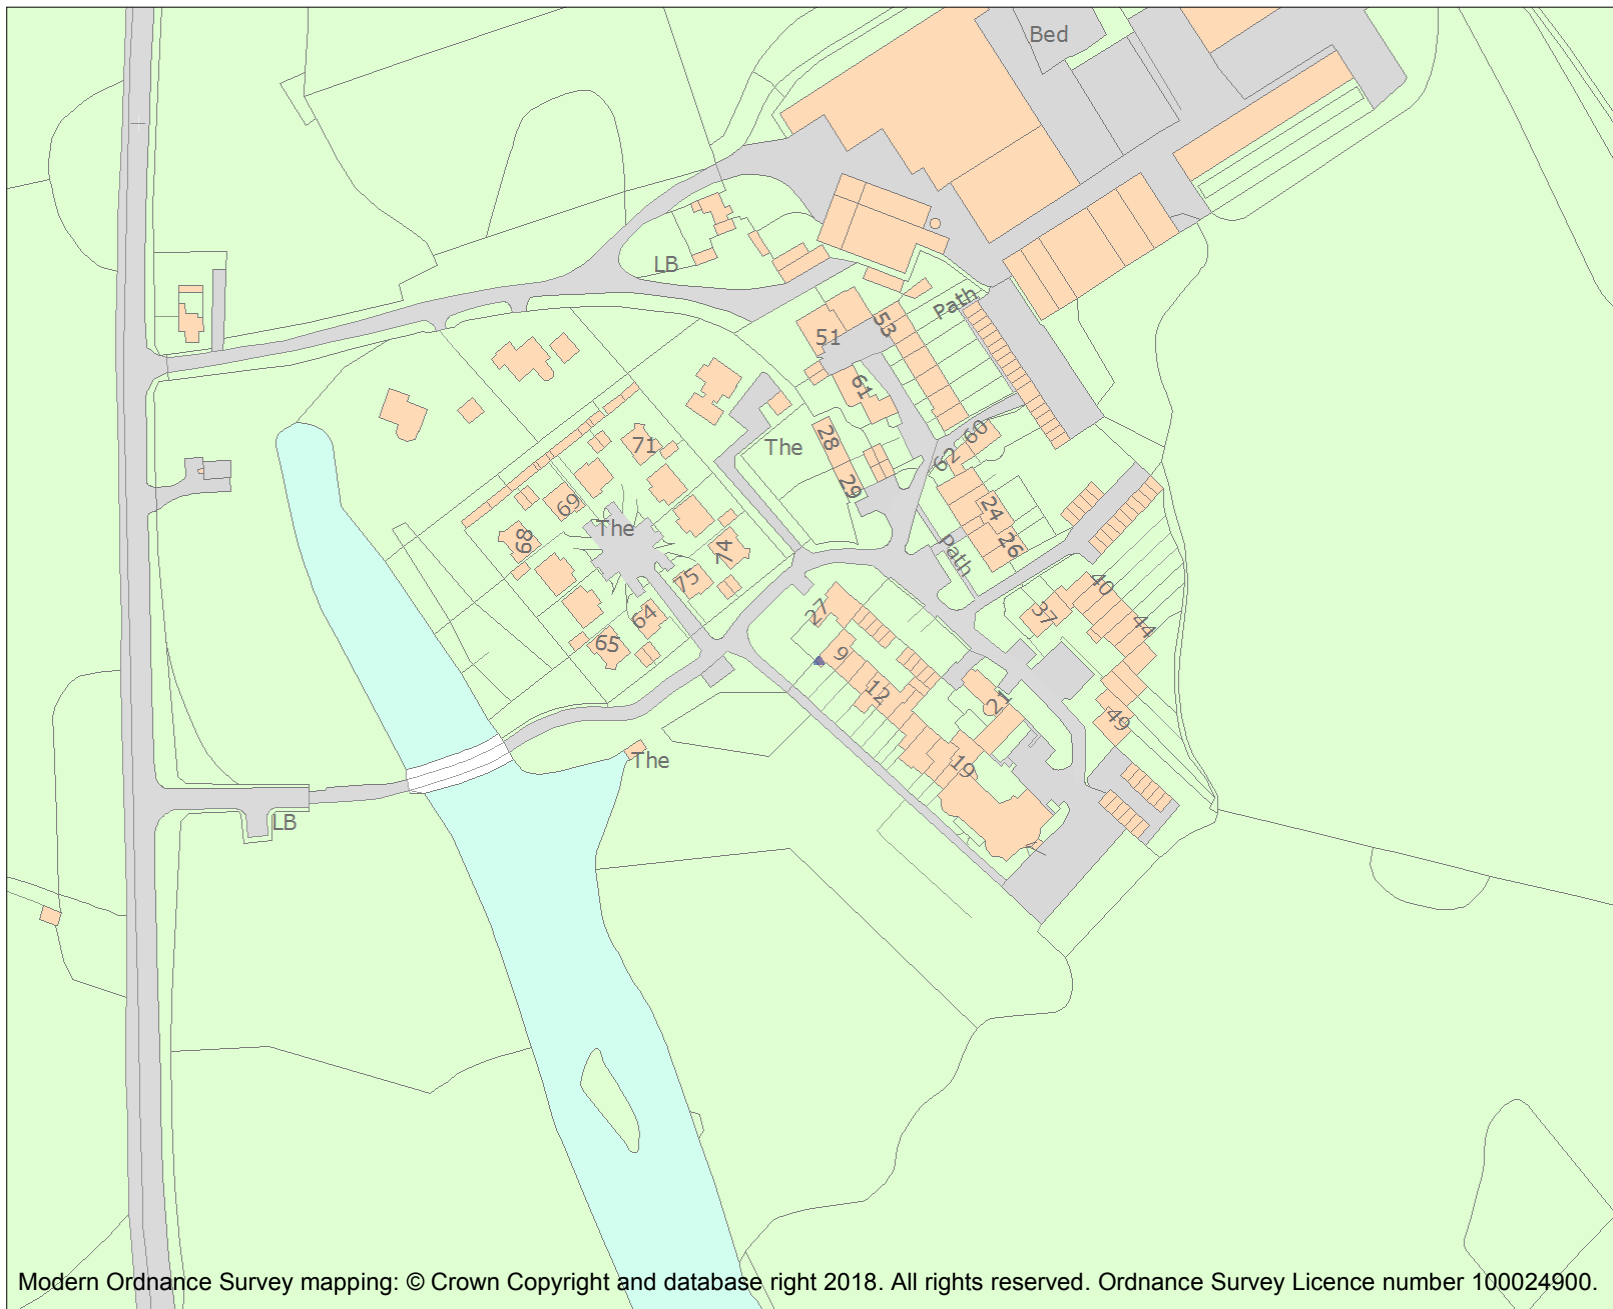 Bed
LB
Path
53
51
61
28
The
71
60
62
29
69
24
The
68
26
74
Path
75
40
27
37
64
44
65
9
12
21
49
The
19
LB
Modern Ordnance Survey mapping: © Crown Copyright and database right 2018. All rights reserved. Ordnance Survey Licence number 100024900.